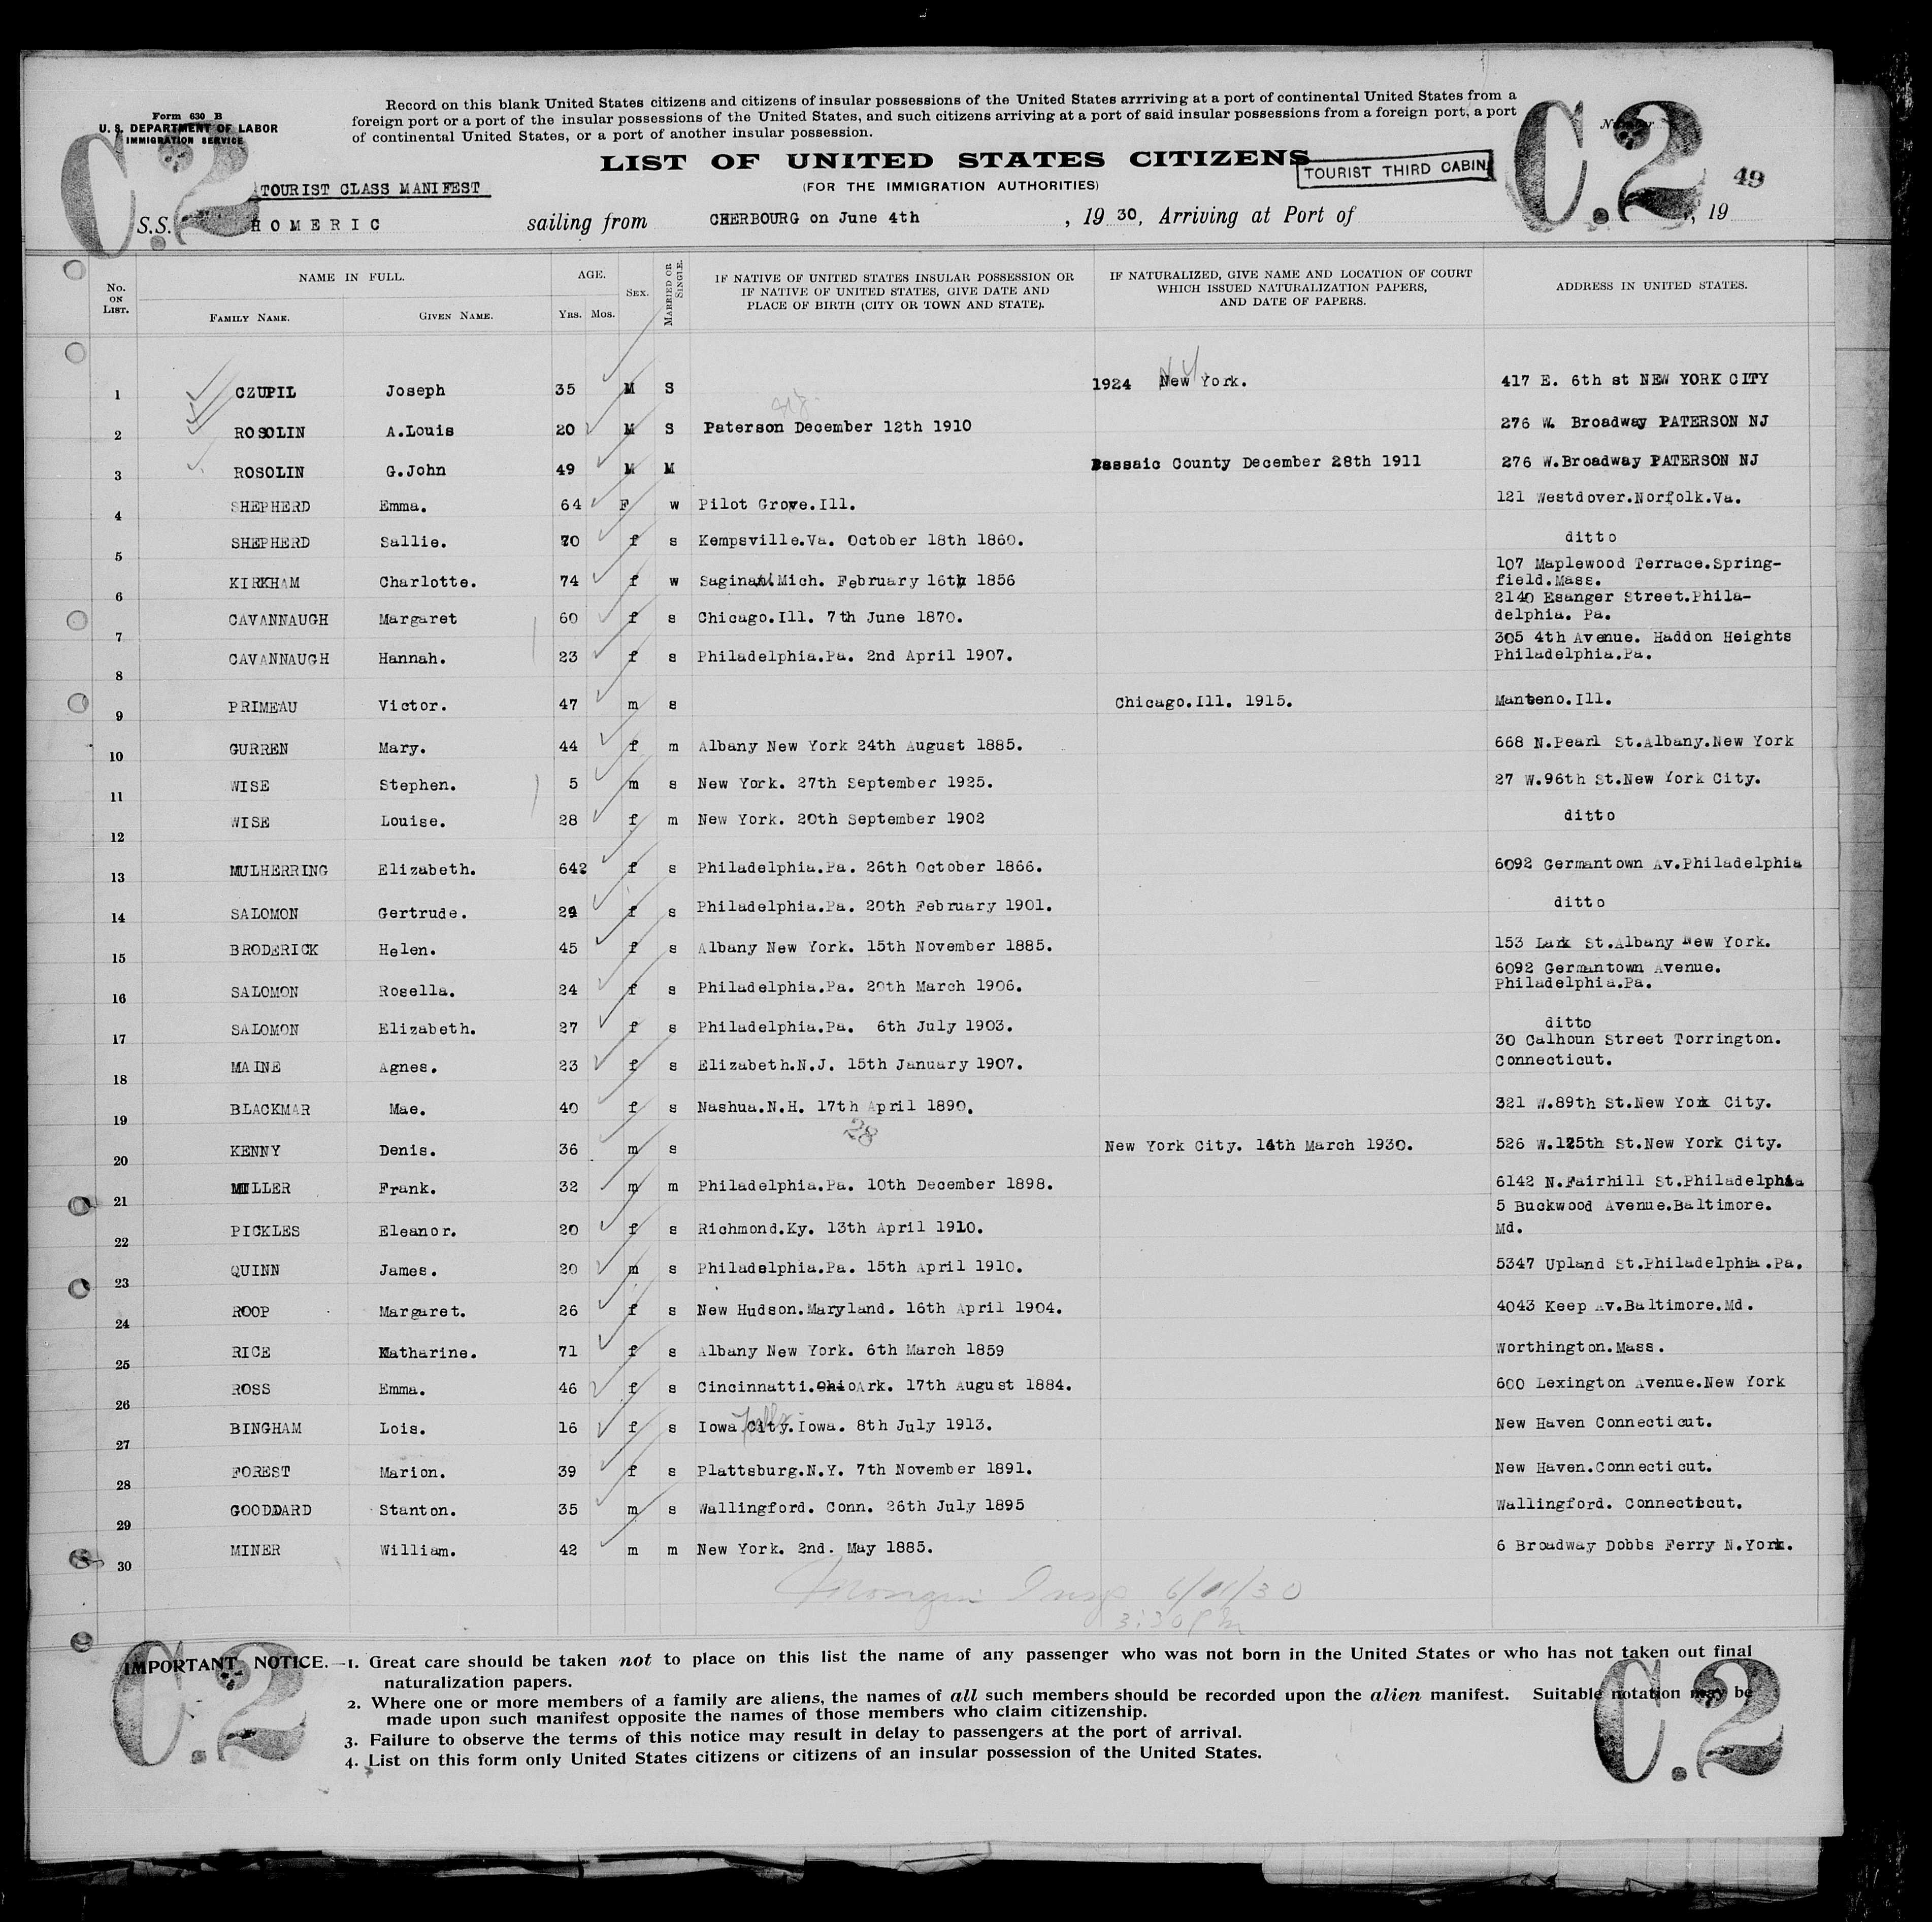 Form 630 B
U. S. DEPARTMENT OF LABOR
IMMIGRATION SERVICE
C.2
Record on this blank United States citizens and citizens of insular possessions of the United States arrriving at a port of continental United States from a
foreign port or a port of the insular possessions of the United States, and such citizens arriving at a port of said insular possessions from a foreign port, a port
of continental United States, or a port of another insular possession.
C.2
Number
49
LIST OF UNITED STATES CITIZENS
TOURIST THIRD CABIN
TOURIST CLASS MANIFEST
(FOR THE IMMIGRATION AUTHORITIES)
S.S. HOMERIC sailing from CHERBOURG on June 4th , 19 30, Arriving at Port of , 19
No. ON LIST.
NAME IN FULL.
FAMILY NAME. GIVEN NAME.
AGE.
YRS. MOS.
SEX.
MARRIED OR SINGLE.
IF NATIVE OF UNITED STATES INSULAR POSSESSION OR
IF NATIVE OF UNITED STATES, GIVE DATE AND
PLACE OF BIRTH (CITY OR TOWN AND STATE).
IF NATURALIZED, GIVE NAME AND LOCATION OF COURT
WHICH ISSUED NATURALIZATION PAPERS,
AND DATE OF PAPERS.
ADDRESS IN UNITED STATES.
1 CZUPIL Joseph 35 M S 1924 New York. N.Y. 417 E. 6th st NEW YORK CITY
2 ROSOLIN A.Louis 20 M S Paterson December 12th 1910 276 W. Broadway PATERSON NJ
3 ROSOLIN G.John 49 M M Passaic County December 28th 1911 276 W.Broadway PATERSON NJ
4 SHEPHERD Emma. 64 F w Pilot Grove.Ill. 121 Westdover.Norfolk.Va.
5 SHEPHERD Sallie. 70 f s Kempsville.Va. October 18th 1860. ditto
6 KIRKHAM Charlotte. 74 f w Saginaw.Mich. February 16th 1856 107 Maplewood Terrace.Spring-
field.Mass.
7 CAVANNAUGH Margaret 60 f s Chicago.Ill. 7th June 1870. 2140 Esanger Street.Phila-
delphia. Pa.
8 CAVANNAUGH Hannah. 23 f s Philadelphia.Pa. 2nd April 1907. 305 4th Avenue. Haddon Heights
Philadelphia.Pa.
9 PRIMEAU Victor. 47 m s Chicago.Ill. 1915. Manteno.Ill.
10 GURREN Mary. 44 f m Albany New York 24th August 1885. 668 N.Pearl St.Albany.New York
11 WISE Stephen. 5 m s New York. 27th September 1925. 27 W.96th St.New York City.
12 WISE Louise. 28 f m New York. 20th September 1902 ditto
13 MULHERRING Elizabeth. 642 f s Philadelphia.Pa. 26th October 1866. 6092 Germantown Av.Philadelphia
14 SALOMON Gertrude. 29 f s Philadelphia.Pa. 20th February 1901. ditto
15 BRODERICK Helen. 45 f s Albany New York. 15th November 1885. 153 Lark St.Albany New York.
16 SALOMON Rosella. 24 f s Philadelphia.Pa. 20th March 1906. 6092 Germantown Avenue.
Philadelphia.Pa.
17 SALOMON Elizabeth. 27 f s Philadelphia.Pa. 6th July 1903. ditto
18 MAINE Agnes. 23 f s Elizabeth.N.J. 15th January 1907. 30 Calhoun Street Torrington.
Connecticut.
19 BLACKMAR Mae. 40 f s Nashua.N.H. 17th April 1890. 321 W.89th St.New York City.
28
20 KENNY Denis. 36 m s New York City. 14th March 1930. 526 W.125th St.New York City.
21 MILLER Frank. 32 m m Philadelphia.Pa. 10th December 1898. 6142 N.Fairhill St.Philadelphia
22 PICKLES Eleanor. 20 f s Richmond.Ky. 13th April 1910. 5 Buckwood Avenue.Baltimore.
Md.
23 QUINN James. 20 m s Philadelphia.Pa. 15th April 1910. 5347 Upland St.Philadelphia.Pa.
24 ROOP Margaret. 26 f s New Hudson.Maryland. 16th April 1904. 4043 Keep Av.Baltimore.Md.
25 RICE Katharine. 71 f s Albany New York. 6th March 1859 Worthington.Mass.
26 ROSS Emma. 46 f s Cincinnatti.OhioArk. 17th August 1884. 600 Lexington Avenue.New York
27 BINGHAM Lois. 16 f s Iowa City.Iowa. 8th July 1913. Falls New Haven Connecticut.
28 FOREST Marion. 39 f s Plattsburg.N.Y. 7th November 1891. New Haven.Connecticut.
29 GOODDARD Stanton. 35 m s Wallingford. Conn. 26th July 1895 Wallingford. Connecticut.
30 MINER William. 42 m m New York. 2nd. May 1885. 6 Broadway Dobbs Ferry N.York.
Insp 6/11/30
3:30 PM
C.2
C.2
IMPORTANT NOTICE.—1. Great care should be taken not to place on this list the name of any passenger who was not born in the United States or who has not taken out final
naturalization papers.
2. Where one or more members of a family are aliens, the names of all such members should be recorded upon the alien manifest. Suitable notation may be
made upon such manifest opposite the names of those members who claim citizenship.
3. Failure to observe the terms of this notice may result in delay to passengers at the port of arrival.
4. List on this form only United States citizens or citizens of an insular possession of the United States.